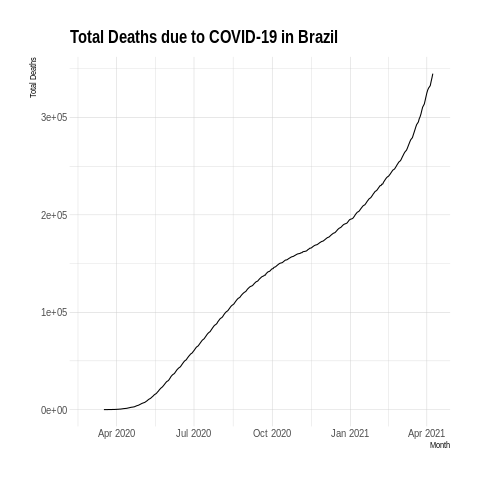 Total Deaths due to COVID-19 in Brazil
Total Deaths
3e+05
2e+05
1e+05
0e+00
Apr 2020 Jul 2020 Oct 2020 Jan 2021 Apr 2021
Month